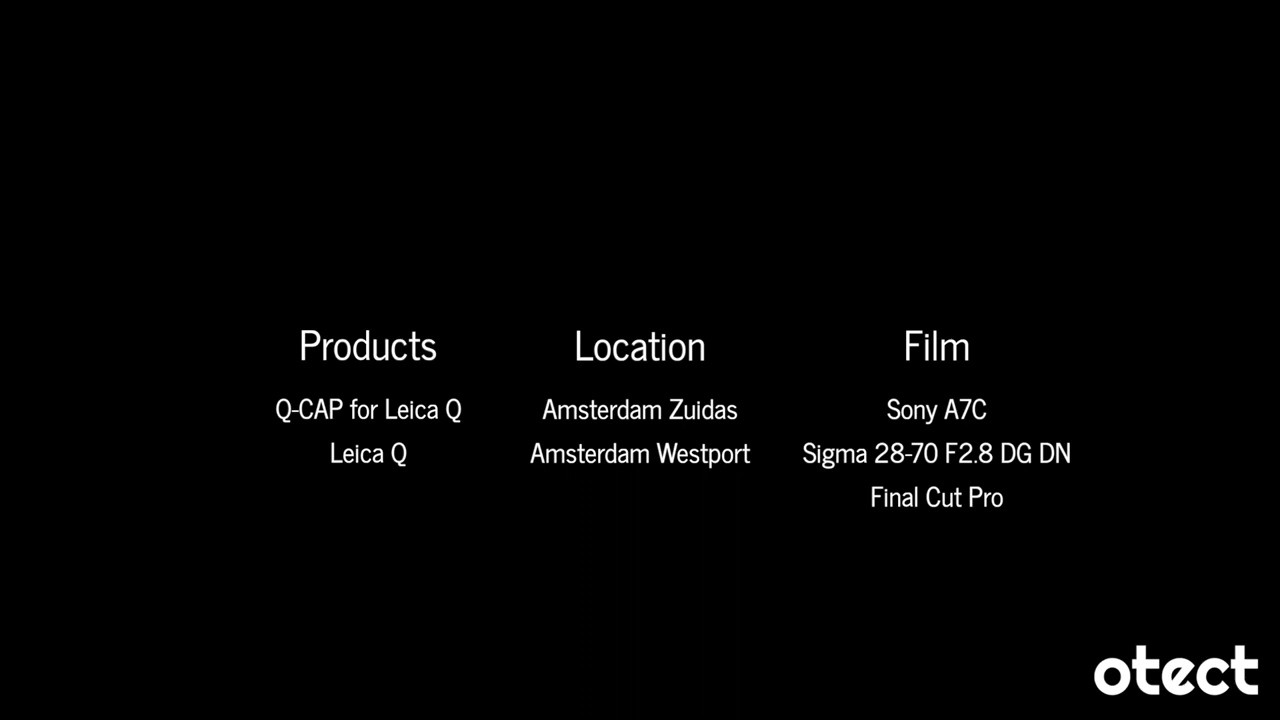 Products
Q-CAP for Leica Q
Leica Q
Location
Amsterdam Zuidas
Amsterdam Westport
Film
Sony A7C
Sigma 28-70 F2.8 DG DN
Final Cut Pro
otect